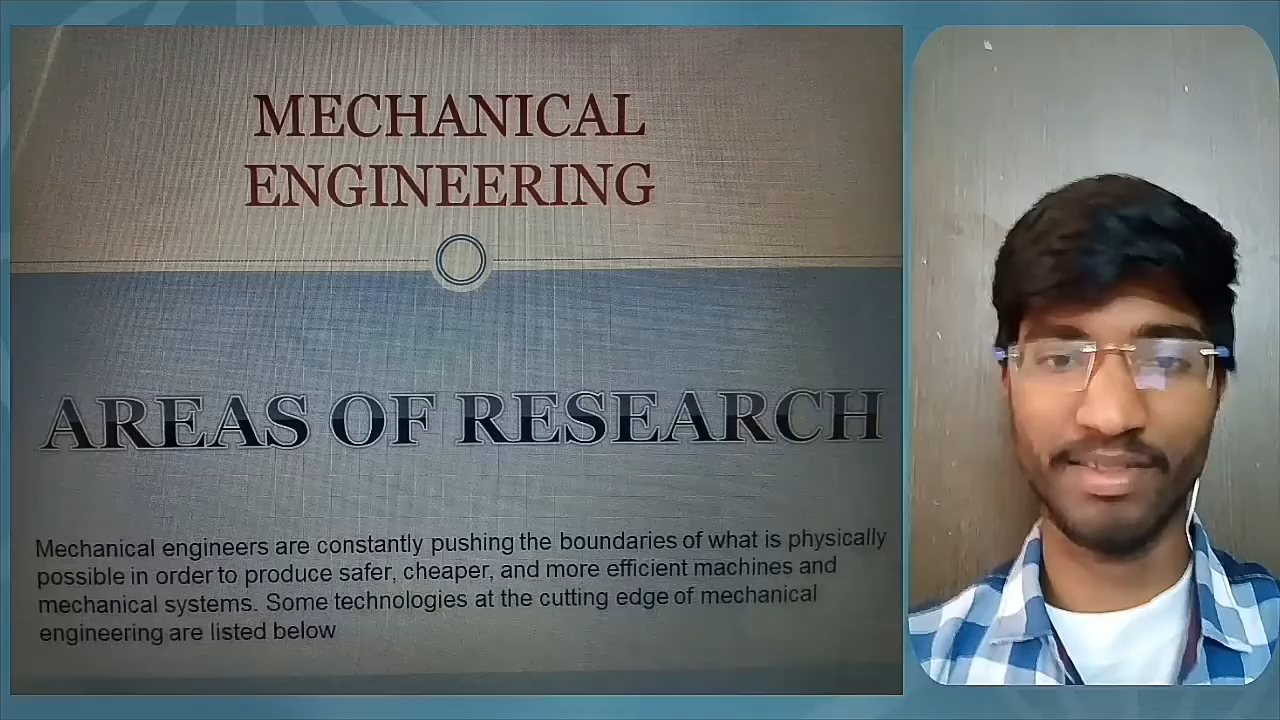 MECHANICAL
ENGINEERING
AREAS OF RESEARCH
Mechanical engineers are constantly pushing the boundaries of what is physically
possible in order to produce safer, cheaper, and more efficient machines and
mechanical systems. Some technologies at the cutting edge of mechanical
engineering are listed below